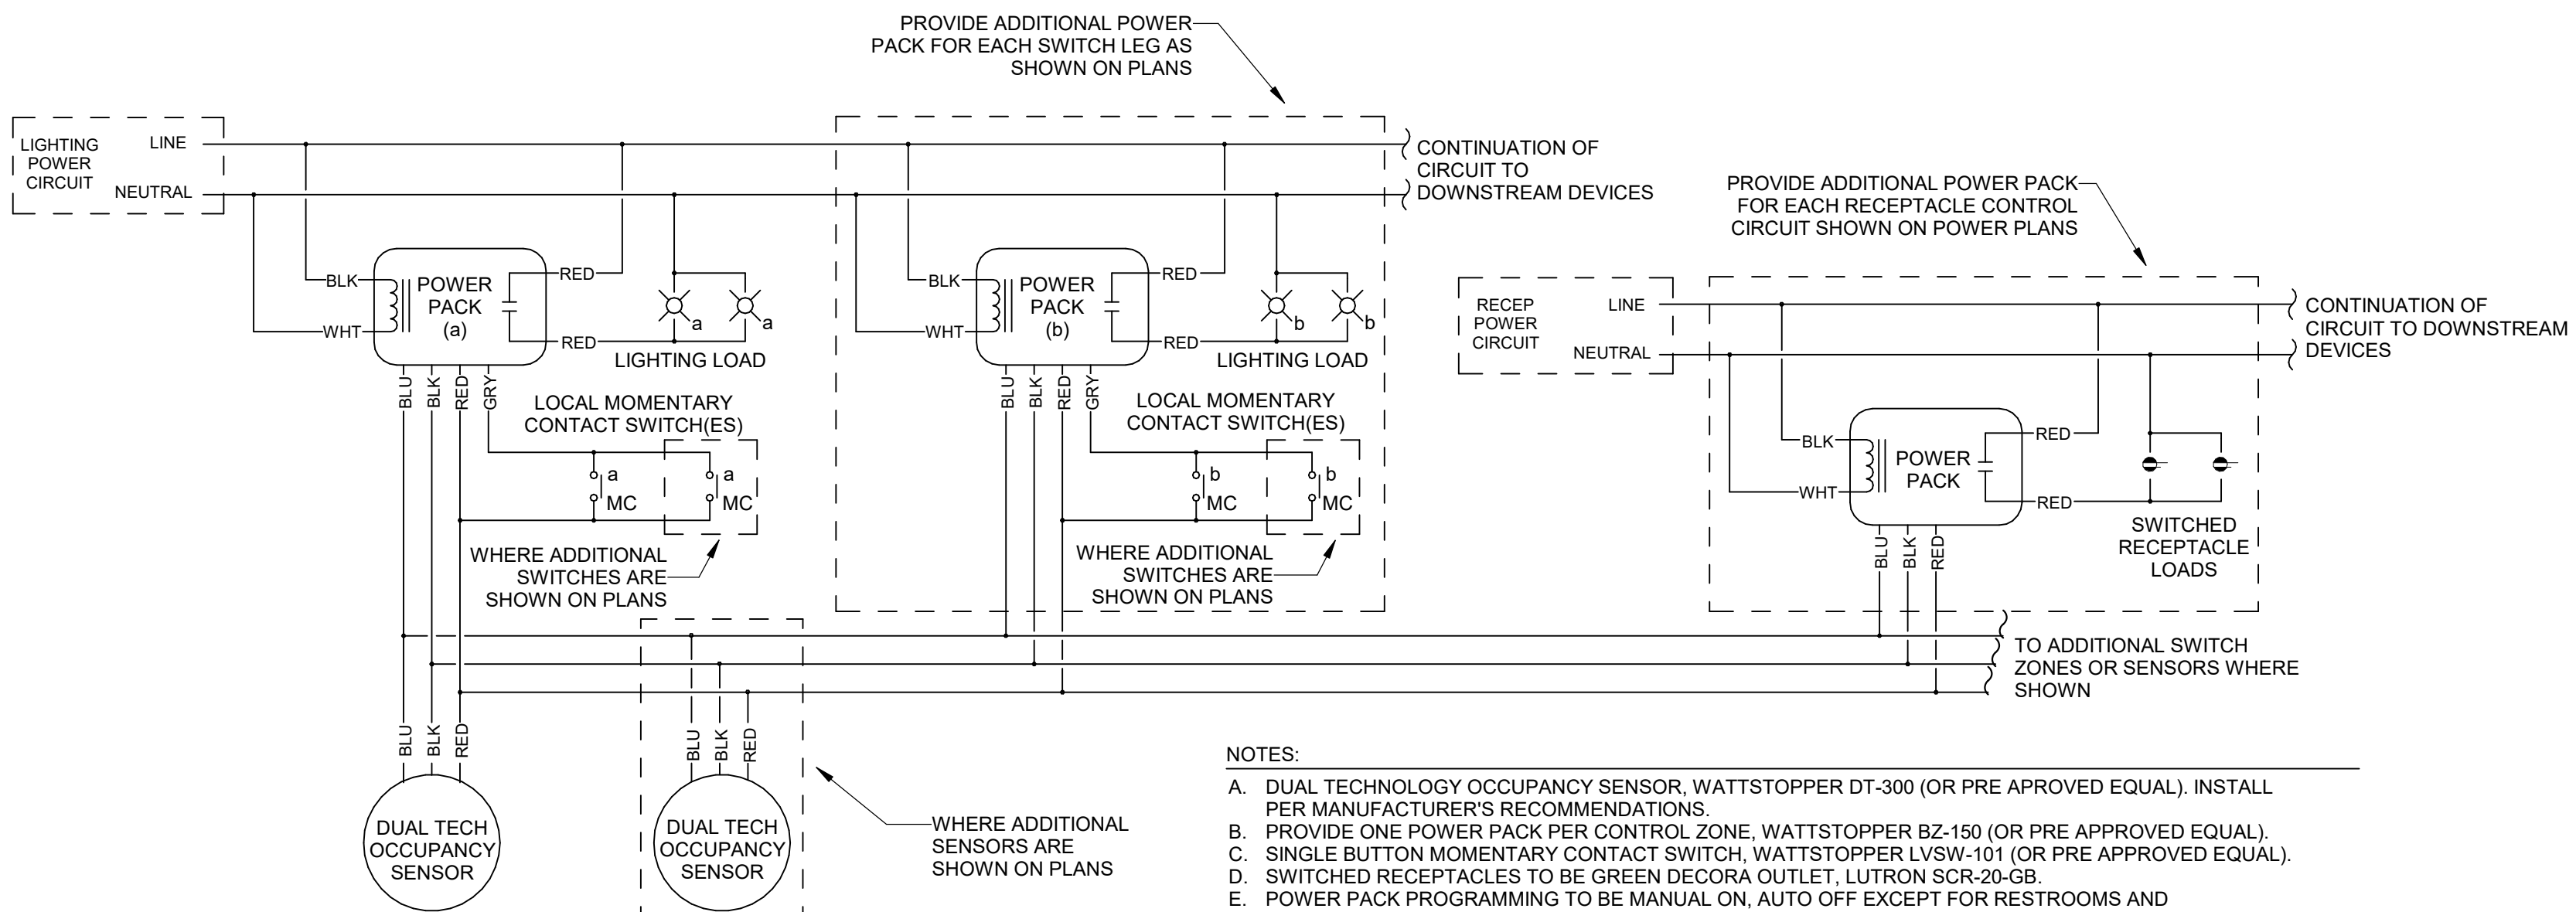 PROVIDE ADDITIONAL POWER
PACK FOR EACH SWITCH LEG AS
SHOWN ON PLANS
LIGHTING
POWER
CIRCUIT
LINE
NEUTRAL
CONTINUATION OF
CIRCUIT TO
DOWNSTREAM DEVICES
BLK
WHT
POWER
PACK
(a)
RED
RED
a
a
LIGHTING LOAD
BLU
BLK
RED
GRY
LOCAL MOMENTARY
CONTACT SWITCH(ES)
a
MC
a
MC
WHERE ADDITIONAL
SWITCHES ARE
SHOWN ON PLANS
BLK
WHT
POWER
PACK
(b)
RED
RED
b
b
LIGHTING LOAD
BLU
BLK
RED
GRY
LOCAL MOMENTARY
CONTACT SWITCH(ES)
b
MC
b
MC
WHERE ADDITIONAL
SWITCHES ARE
SHOWN ON PLANS
PROVIDE ADDITIONAL POWER PACK
FOR EACH RECEPTACLE CONTROL
CIRCUIT SHOWN ON POWER PLANS
RECEP
POWER
CIRCUIT
LINE
NEUTRAL
CONTINUATION OF
CIRCUIT TO DOWNSTREAM
DEVICES
BLK
WHT
POWER
PACK
RED
RED
SWITCHED
RECEPTACLE
LOADS
BLU
BLK
RED
TO ADDITIONAL SWITCH
ZONES OR SENSORS WHERE
SHOWN
BLU
BLK
RED
DUAL TECH
OCCUPANCY
SENSOR
BLU
BLK
RED
DUAL TECH
OCCUPANCY
SENSOR
WHERE ADDITIONAL
SENSORS ARE
SHOWN ON PLANS
NOTES:
A. DUAL TECHNOLOGY OCCUPANCY SENSOR, WATTSTOPPER DT-300 (OR PRE APROVED EQUAL). INSTALL
PER MANUFACTURER'S RECOMMENDATIONS.
B. PROVIDE ONE POWER PACK PER CONTROL ZONE, WATTSTOPPER BZ-150 (OR PRE APPROVED EQUAL).
C. SINGLE BUTTON MOMENTARY CONTACT SWITCH, WATTSTOPPER LVSW-101 (OR PRE APPROVED EQUAL).
D. SWITCHED RECEPTACLES TO BE GREEN DECORA OUTLET, LUTRON SCR-20-GB.
E. POWER PACK PROGRAMMING TO BE MANUAL ON, AUTO OFF EXCEPT FOR RESTROOMS AND